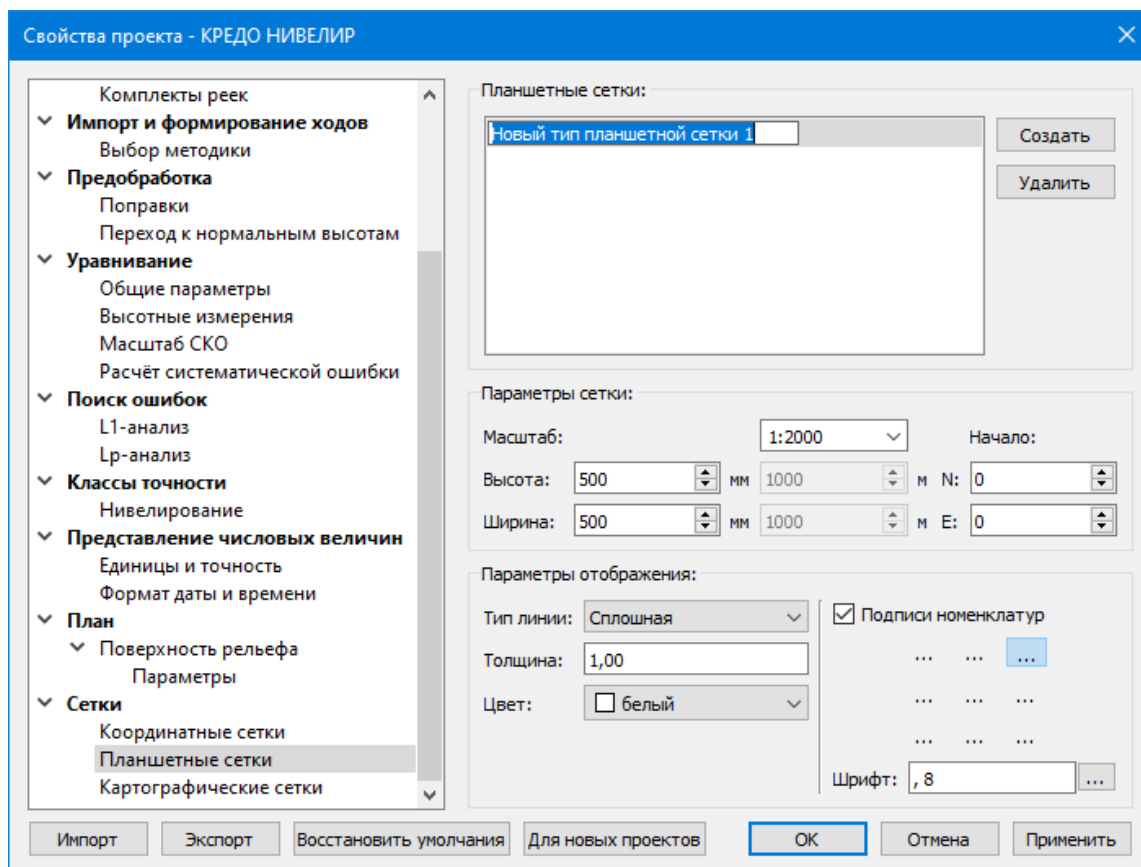 Свойства проекта - КРЕДО НИВЕЛИР
Комплекты реек
Импорт и формирование ходов
Выбор методики
Предобработка
Поправки
Переход к нормальным высотам
Уравнивание
Общие параметры
Высотные измерения
Масштаб СКО
Расчёт систематической ошибки
Поиск ошибок
L1-анализ
Lp-анализ
Классы точности
Нивелирование
Представление числовых величин
Единицы и точность
Формат даты и времени
План
Поверхность рельефа
Параметры
Сетки
Координатные сетки
Планшетные сетки
Картографические сетки
Планшетные сетки:
Новый тип планшетной сетки 1
Создать
Удалить
Параметры сетки:
Масштаб: 1:2000 Начало:
Высота: 500 мм 1000 м N: 0
Ширина: 500 мм 1000 м E: 0
Параметры отображения:
Тип линии: Сплошная
Толщина: 1,00
Цвет: белый
Подписи номенклатур
... ... ...
... ... ...
... ... ...
Шрифт: , 8 ...
Импорт Экспорт Восстановить умолчания Для новых проектов OK Отмена Применить